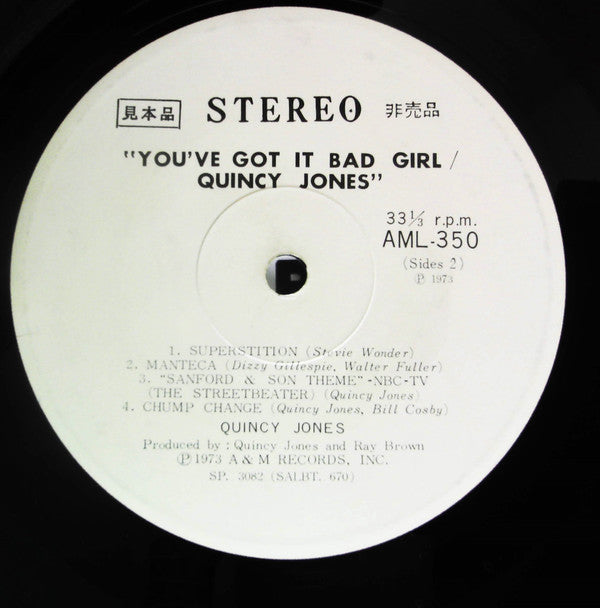 見本品 STEREO 非売品
"YOU'VE GOT IT BAD GIRL /
QUINCY JONES"
33⅓ r.p.m.
AML-350
(Sides 2)
Ⓟ 1973
1. SUPERSTITION (Stevie Wonder)
2. MANTECA (Dizzy Gillespie, Walter Fuller)
3. "SANFORD & SON THEME"-NBC-TV
(THE STREETBEATER) (Quincy Jones)
4. CHUMP CHANGE (Quincy Jones, Bill Cosby)
QUINCY JONES
Produced by : Quincy Jones and Ray Brown
Ⓟ1973 A & M RECORDS, INC.
SP. 3082 (SALBT. 670)